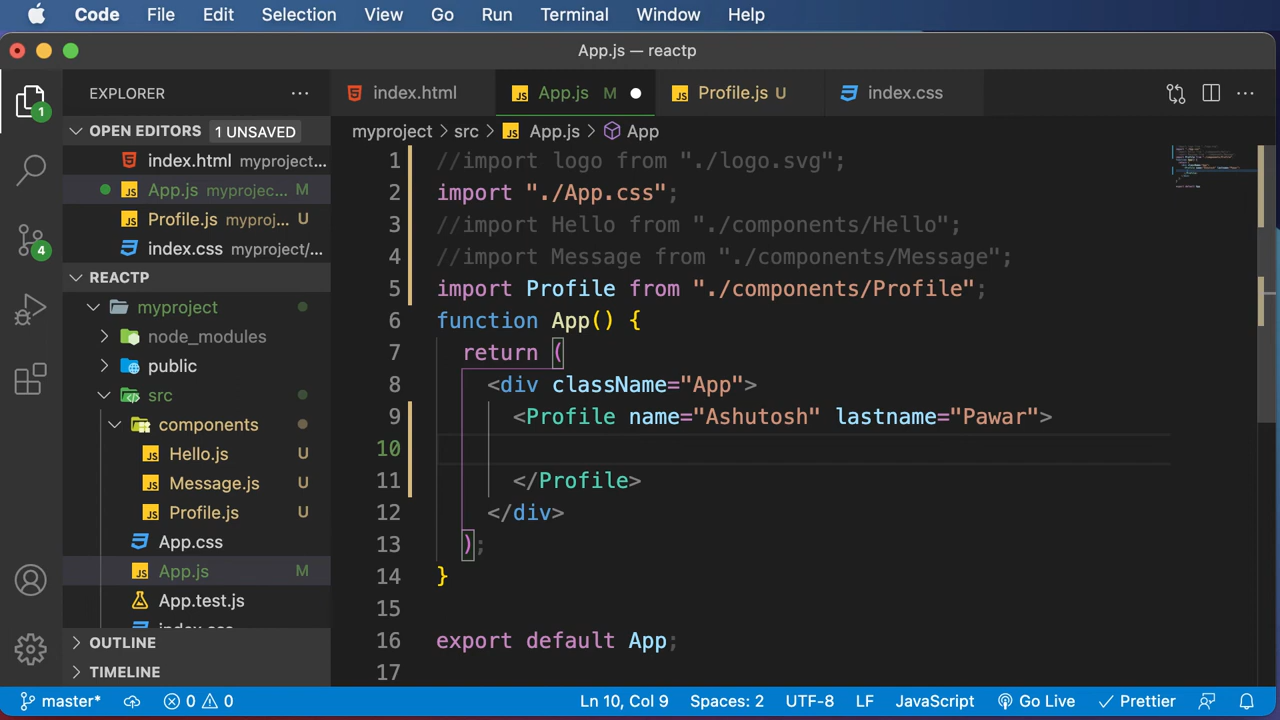 Code File Edit Selection View Go Run Terminal Window Help
App.js — reactp
EXPLORER ...
index.html
App.js M
Profile.js U
index.css
...
OPEN EDITORS 1 UNSAVED
index.html myproject...
App.js myprojec... M
Profile.js myproj... U
index.css myproject/...
REACTP
myproject
node_modules
public
src
components
Hello.js U
Message.js U
Profile.js U
App.css
App.js M
App.test.js
index.css
OUTLINE
TIMELINE
1
4
myproject > src > App.js > App
1 //import logo from "./logo.svg";
2 import "./App.css";
3 //import Hello from "./components/Hello";
4 //import Message from "./components/Message";
5 import Profile from "./components/Profile";
6 function App() {
7 return (
8 <div className="App">
9 <Profile name="Ashutosh" lastname="Pawar">
10
11 </Profile>
12 </div>
13 );
14 }
15
16 export default App;
17
master* 0 0 Ln 10, Col 9 Spaces: 2 UTF-8 LF JavaScript Go Live Prettier